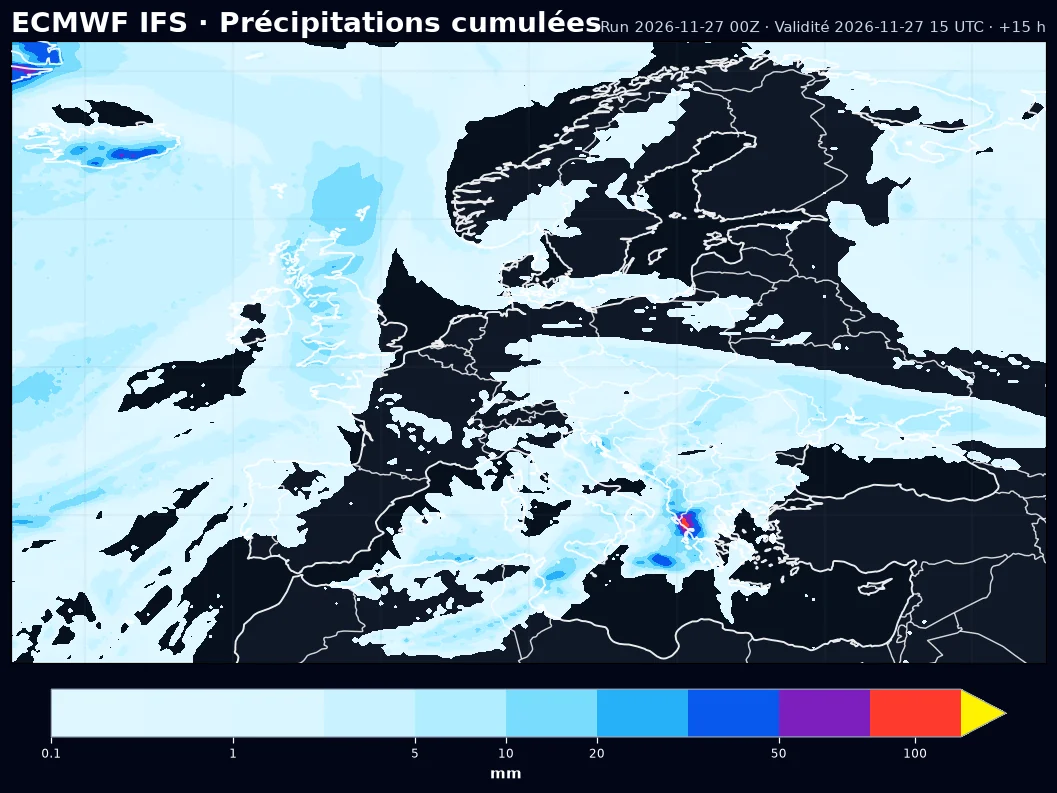 ECMWF IFS · Précipitations cumulées
Run 2026-11-27 00Z · Validité 2026-11-27 15 UTC · +15 h
0.1 1 5 10 20 50 100
mm